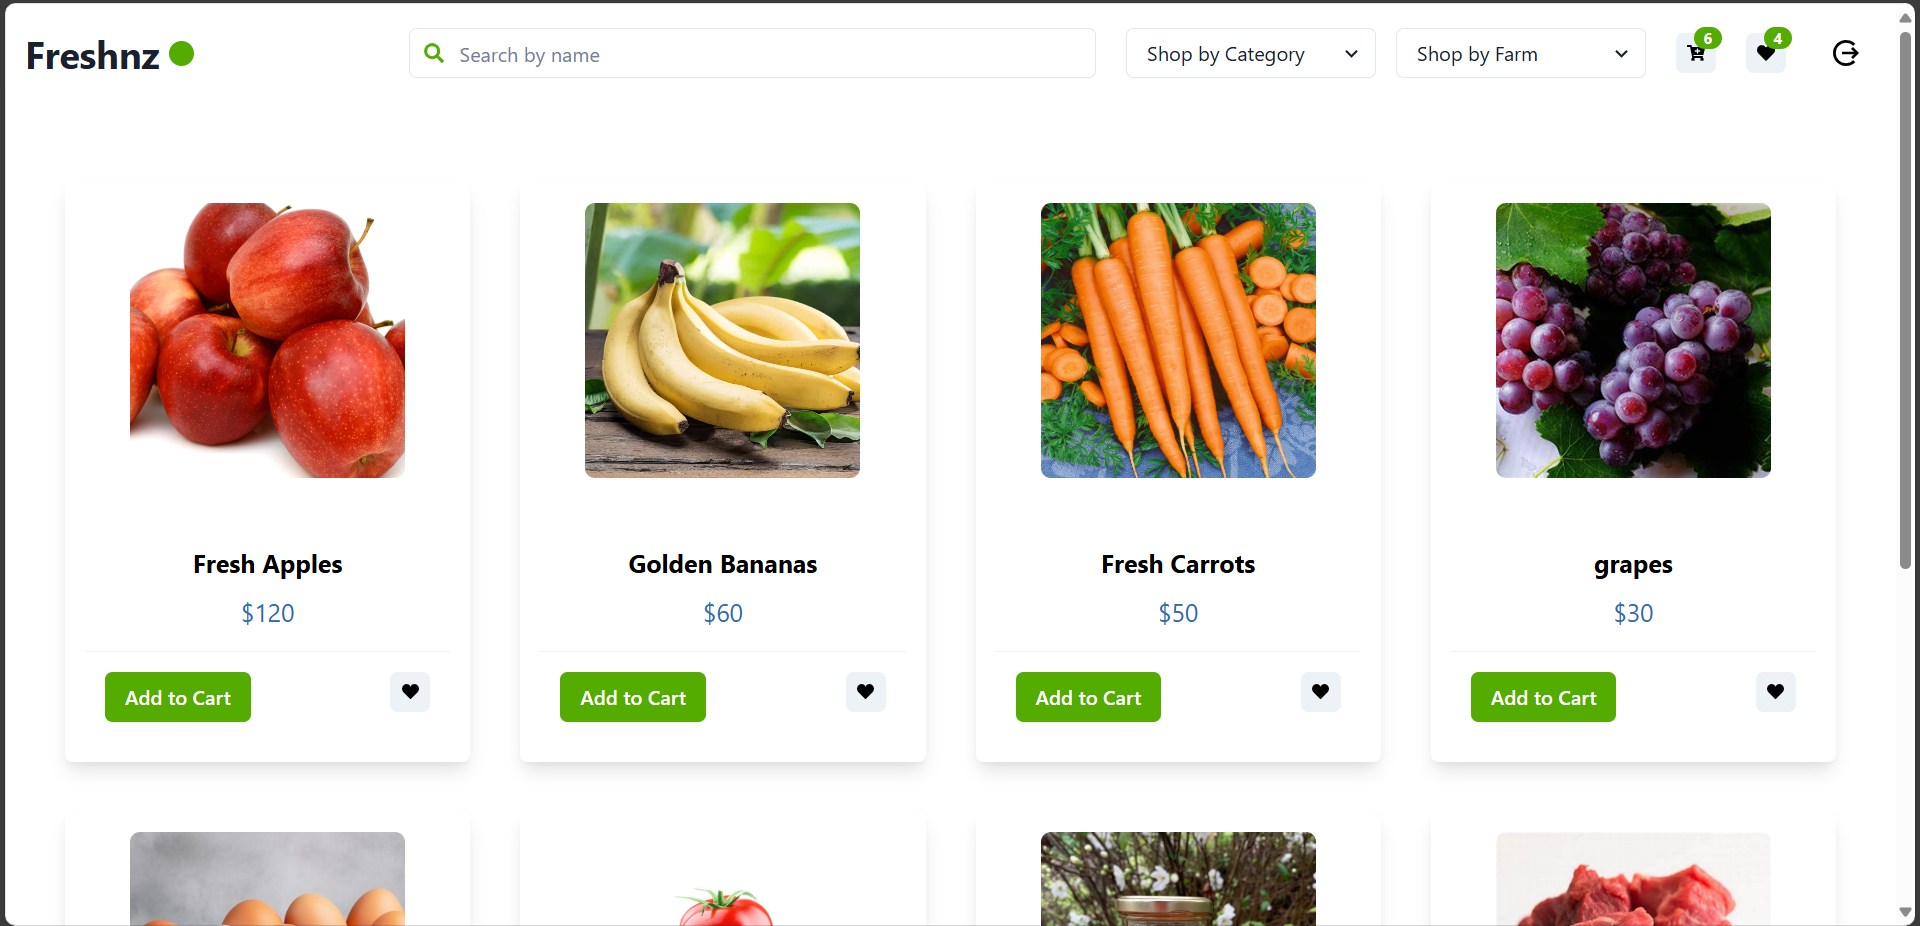 Freshnz
Search by name
Shop by Category
Shop by Farm
6
4
Fresh Apples
$120
Add to Cart
Golden Bananas
$60
Add to Cart
Fresh Carrots
$50
Add to Cart
grapes
$30
Add to Cart